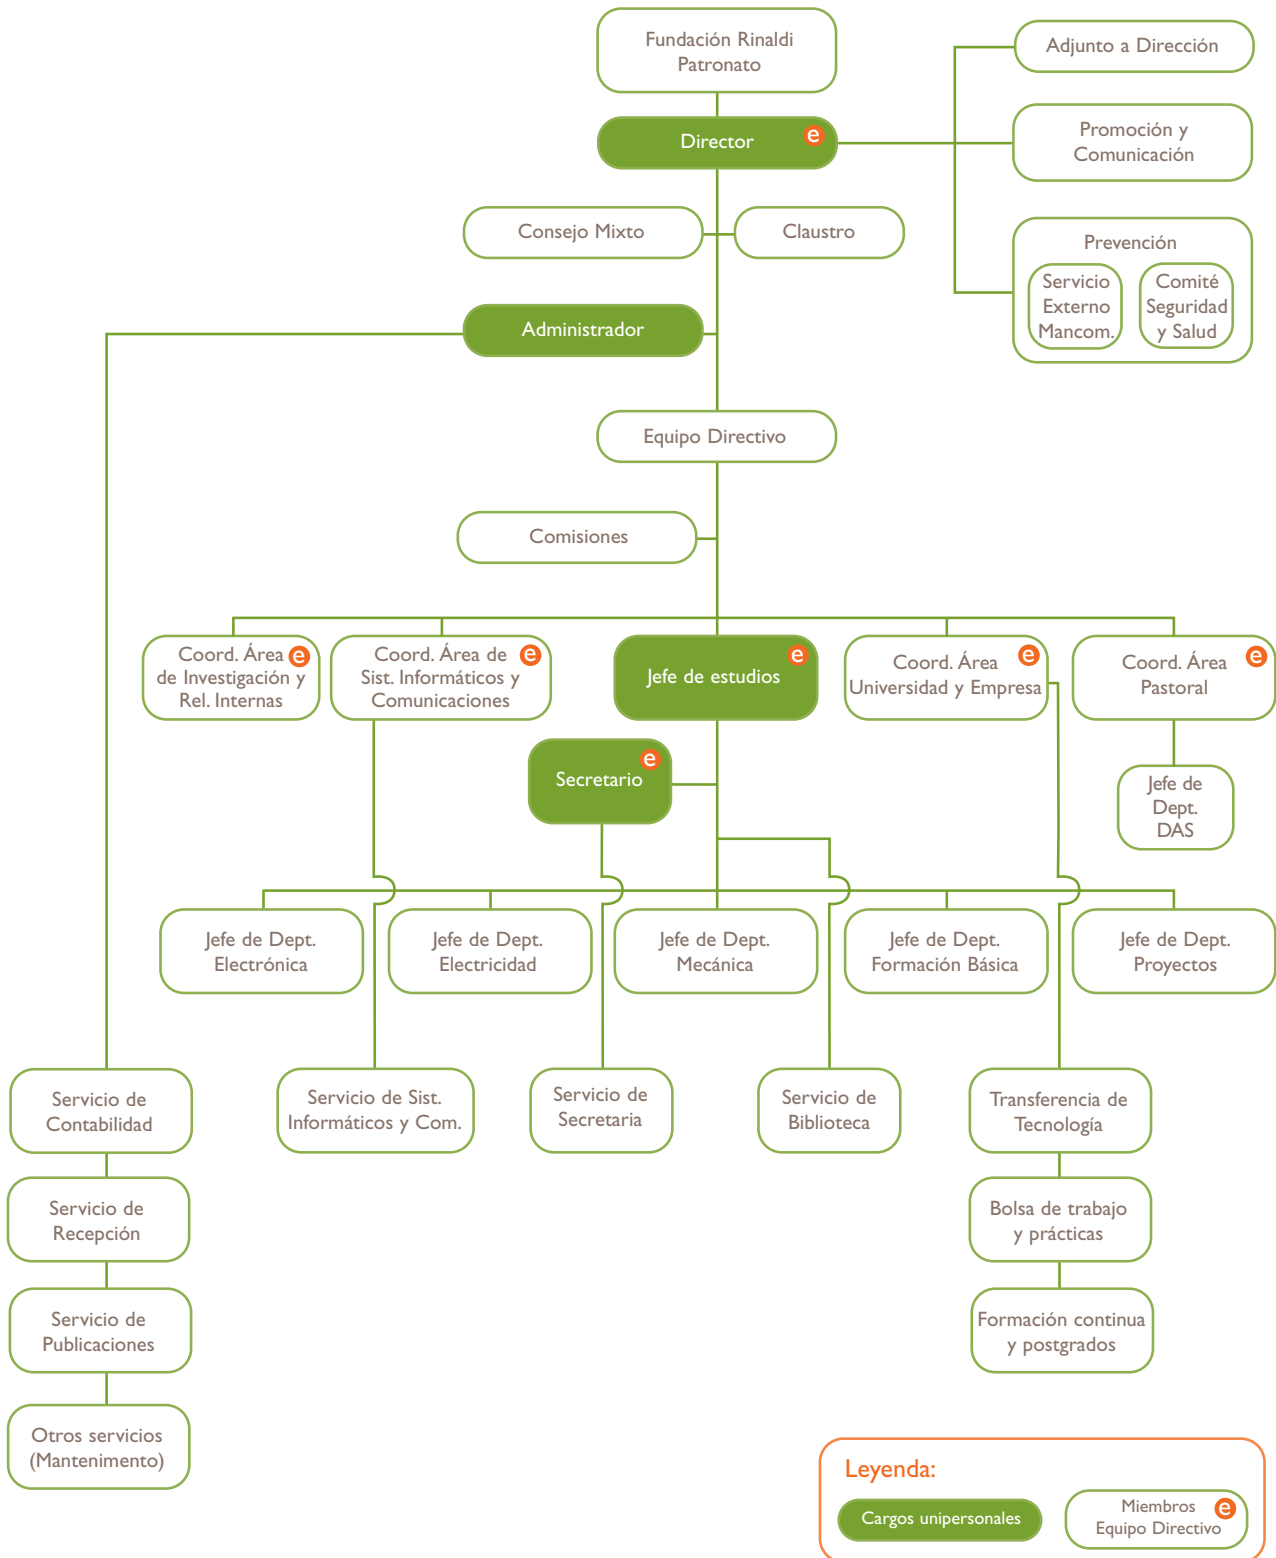 Fundación Rinaldi
Patronato
Adjunto a Dirección
Director e
Promoción y
Comunicación
Consejo Mixto
Claustro
Prevención
Servicio
Externo
Mancom.
Comité
Seguridad
y Salud
Administrador
Equipo Directivo
Comisiones
Coord. Área e
de Investigación y
Rel. Internas
Coord. Área de e
Sist. Informáticos y
Comunicaciones
Jefe de estudios e
Coord. Área e
Universidad y Empresa
Coord. Área e
Pastoral
Secretario e
Jefe de
Dept.
DAS
Jefe de Dept.
Electrónica
Jefe de Dept.
Electricidad
Jefe de Dept.
Mecánica
Jefe de Dept.
Formación Básica
Jefe de Dept.
Proyectos
Servicio de
Contabilidad
Servicio de Sist.
Informáticos y Com.
Servicio de
Secretaria
Servicio de
Biblioteca
Transferencia de
Tecnología
Servicio de
Recepción
Bolsa de trabajo
y prácticas
Servicio de
Publicaciones
Formación continua
y postgrados
Otros servicios
(Mantenimento)
Leyenda:
Cargos unipersonales
Miembros e
Equipo Directivo